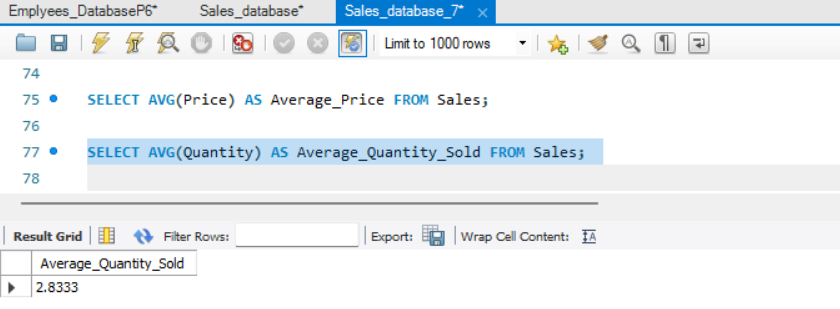 Emplyees_DatabaseP6* Sales_database* Sales_database_7* ×
Limit to 1000 rows
74
75 SELECT AVG(Price) AS Average_Price FROM Sales;
76
77 SELECT AVG(Quantity) AS Average_Quantity_Sold FROM Sales;
78
Result Grid Filter Rows: Export: Wrap Cell Content: IA
Average_Quantity_Sold
2.8333